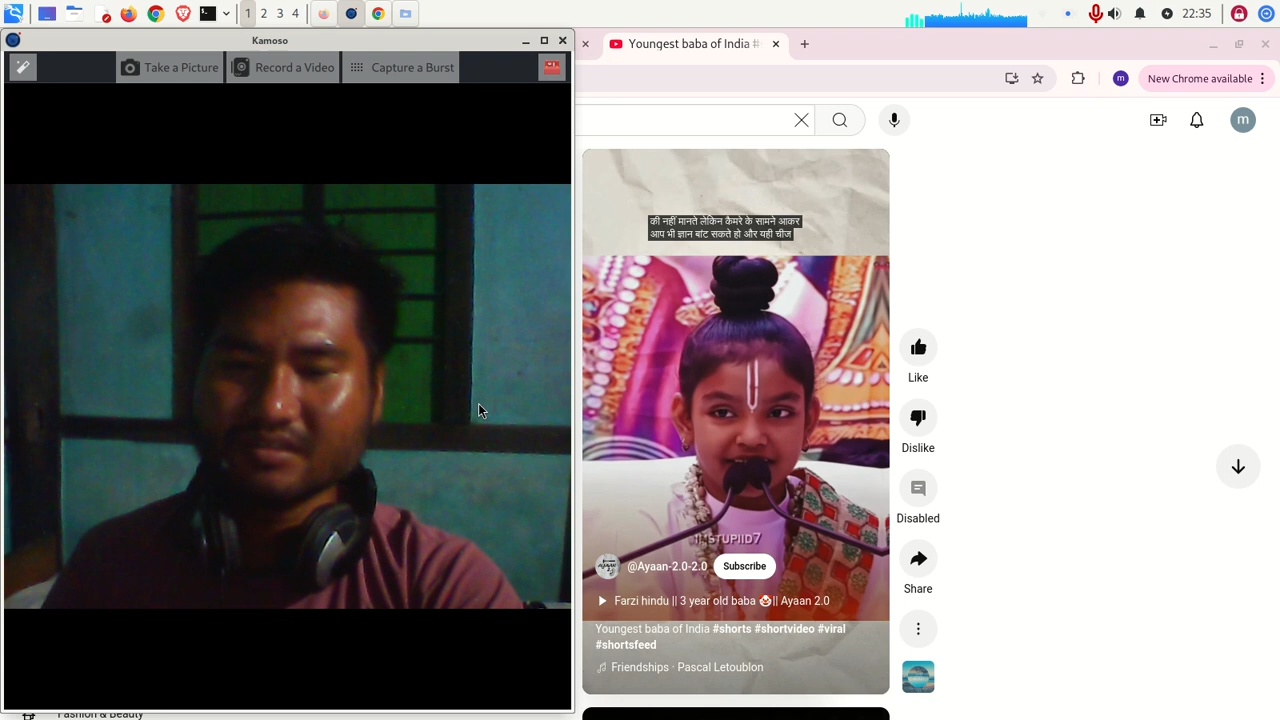 1 2 3 4
22:35
Kamoso
Take a Picture
Record a Video
Capture a Burst
Youngest baba of India #
m
New Chrome available
m
की नहीं मानते लेकिन कैमरे के सामने आकर
आप भी ज्ञान बांट सकते हो और यही चीज
@Ayaan-2.0-2.0
Subscribe
Farzi hindu || 3 year old baba 🤡|| Ayaan 2.0
Youngest baba of India #shorts #shortvideo #viral
#shortsfeed
Friendships · Pascal Letoublon
Like
Dislike
Disabled
Share
Fashion & Beauty